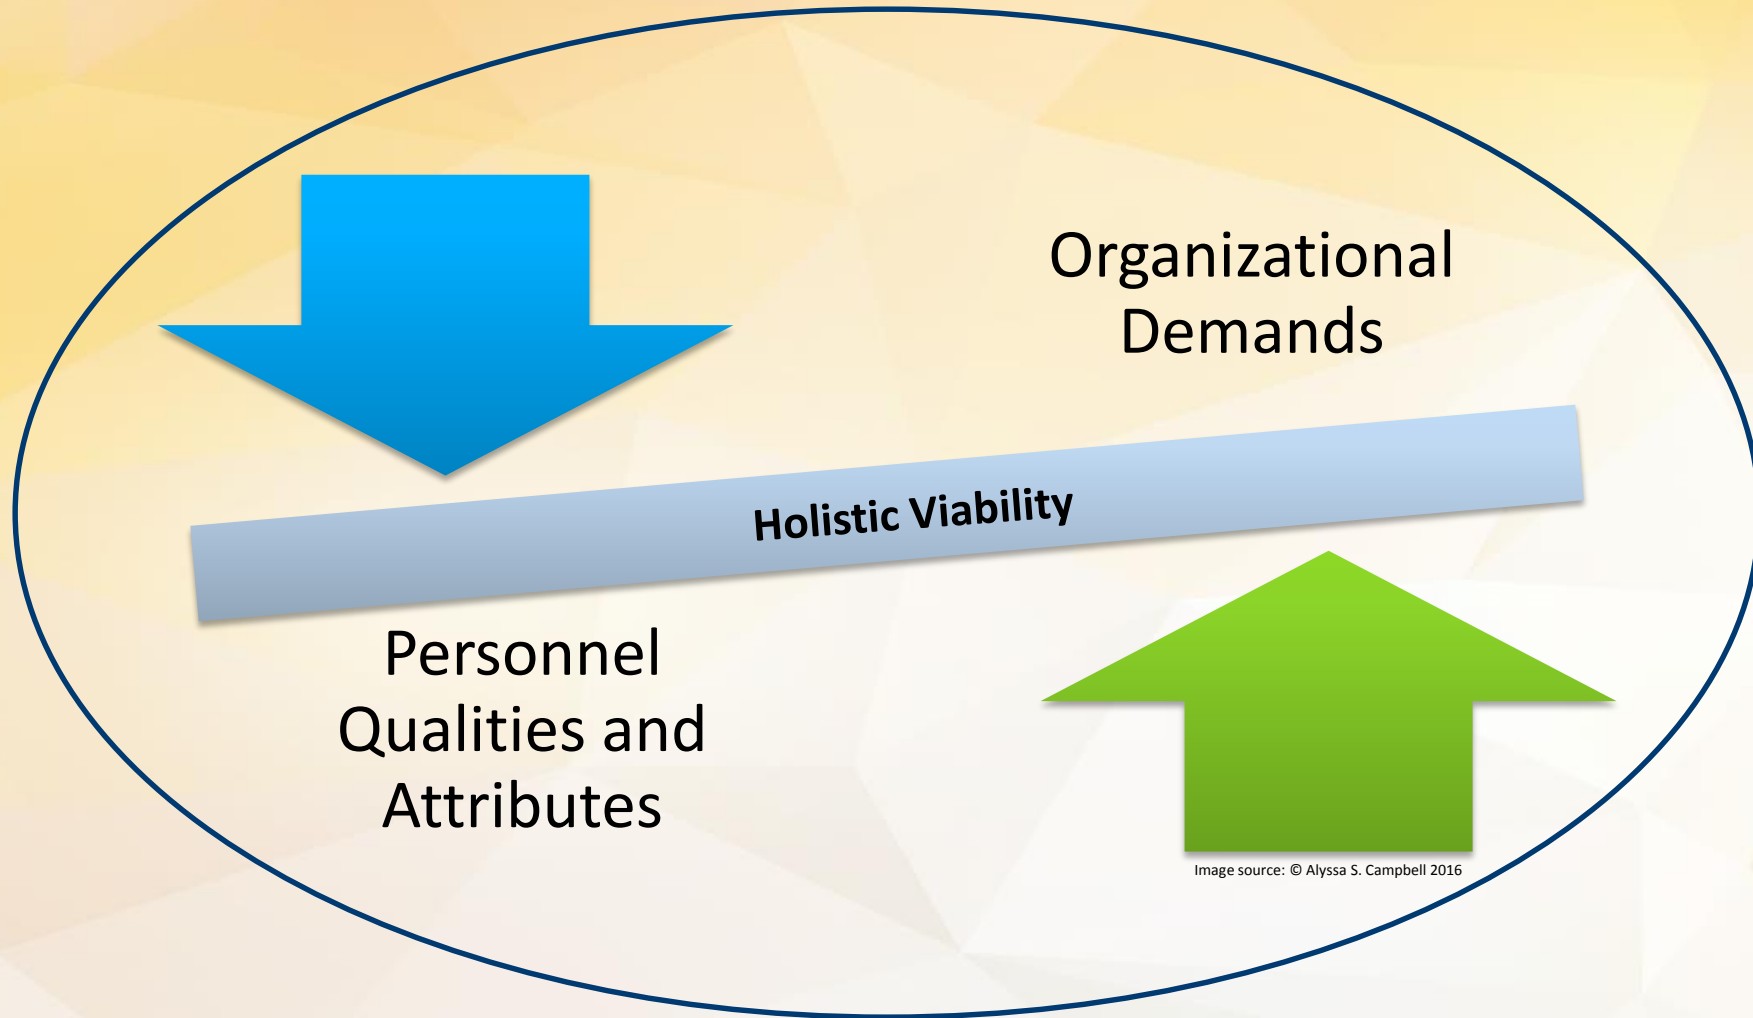 Organizational
Demands
Holistic Viability
Personnel
Qualities and
Attributes
Image source: © Alyssa S. Campbell 2016